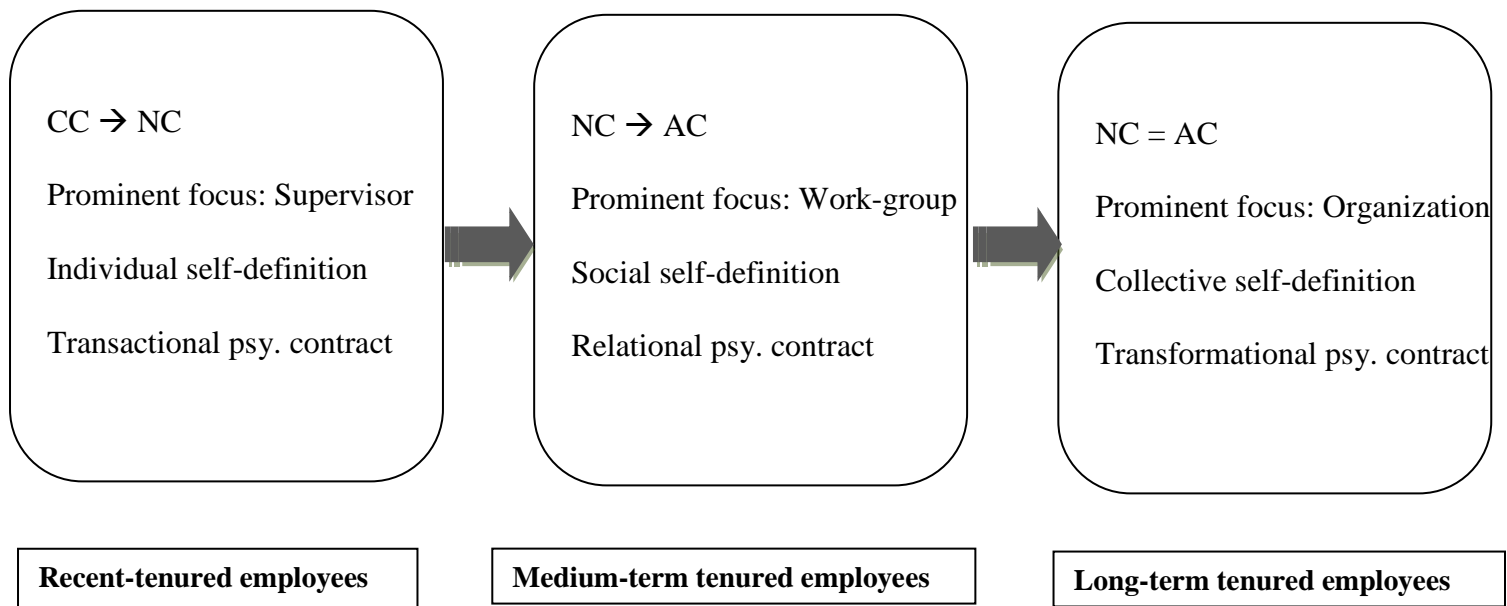 CC → NC
Prominent focus: Supervisor
Individual self-definition
Transactional psy. contract
NC → AC
Prominent focus: Work-group
Social self-definition
Relational psy. contract
NC = AC
Prominent focus: Organization
Collective self-definition
Transformational psy. contract
Recent-tenured employees
Medium-term tenured employees
Long-term tenured employees